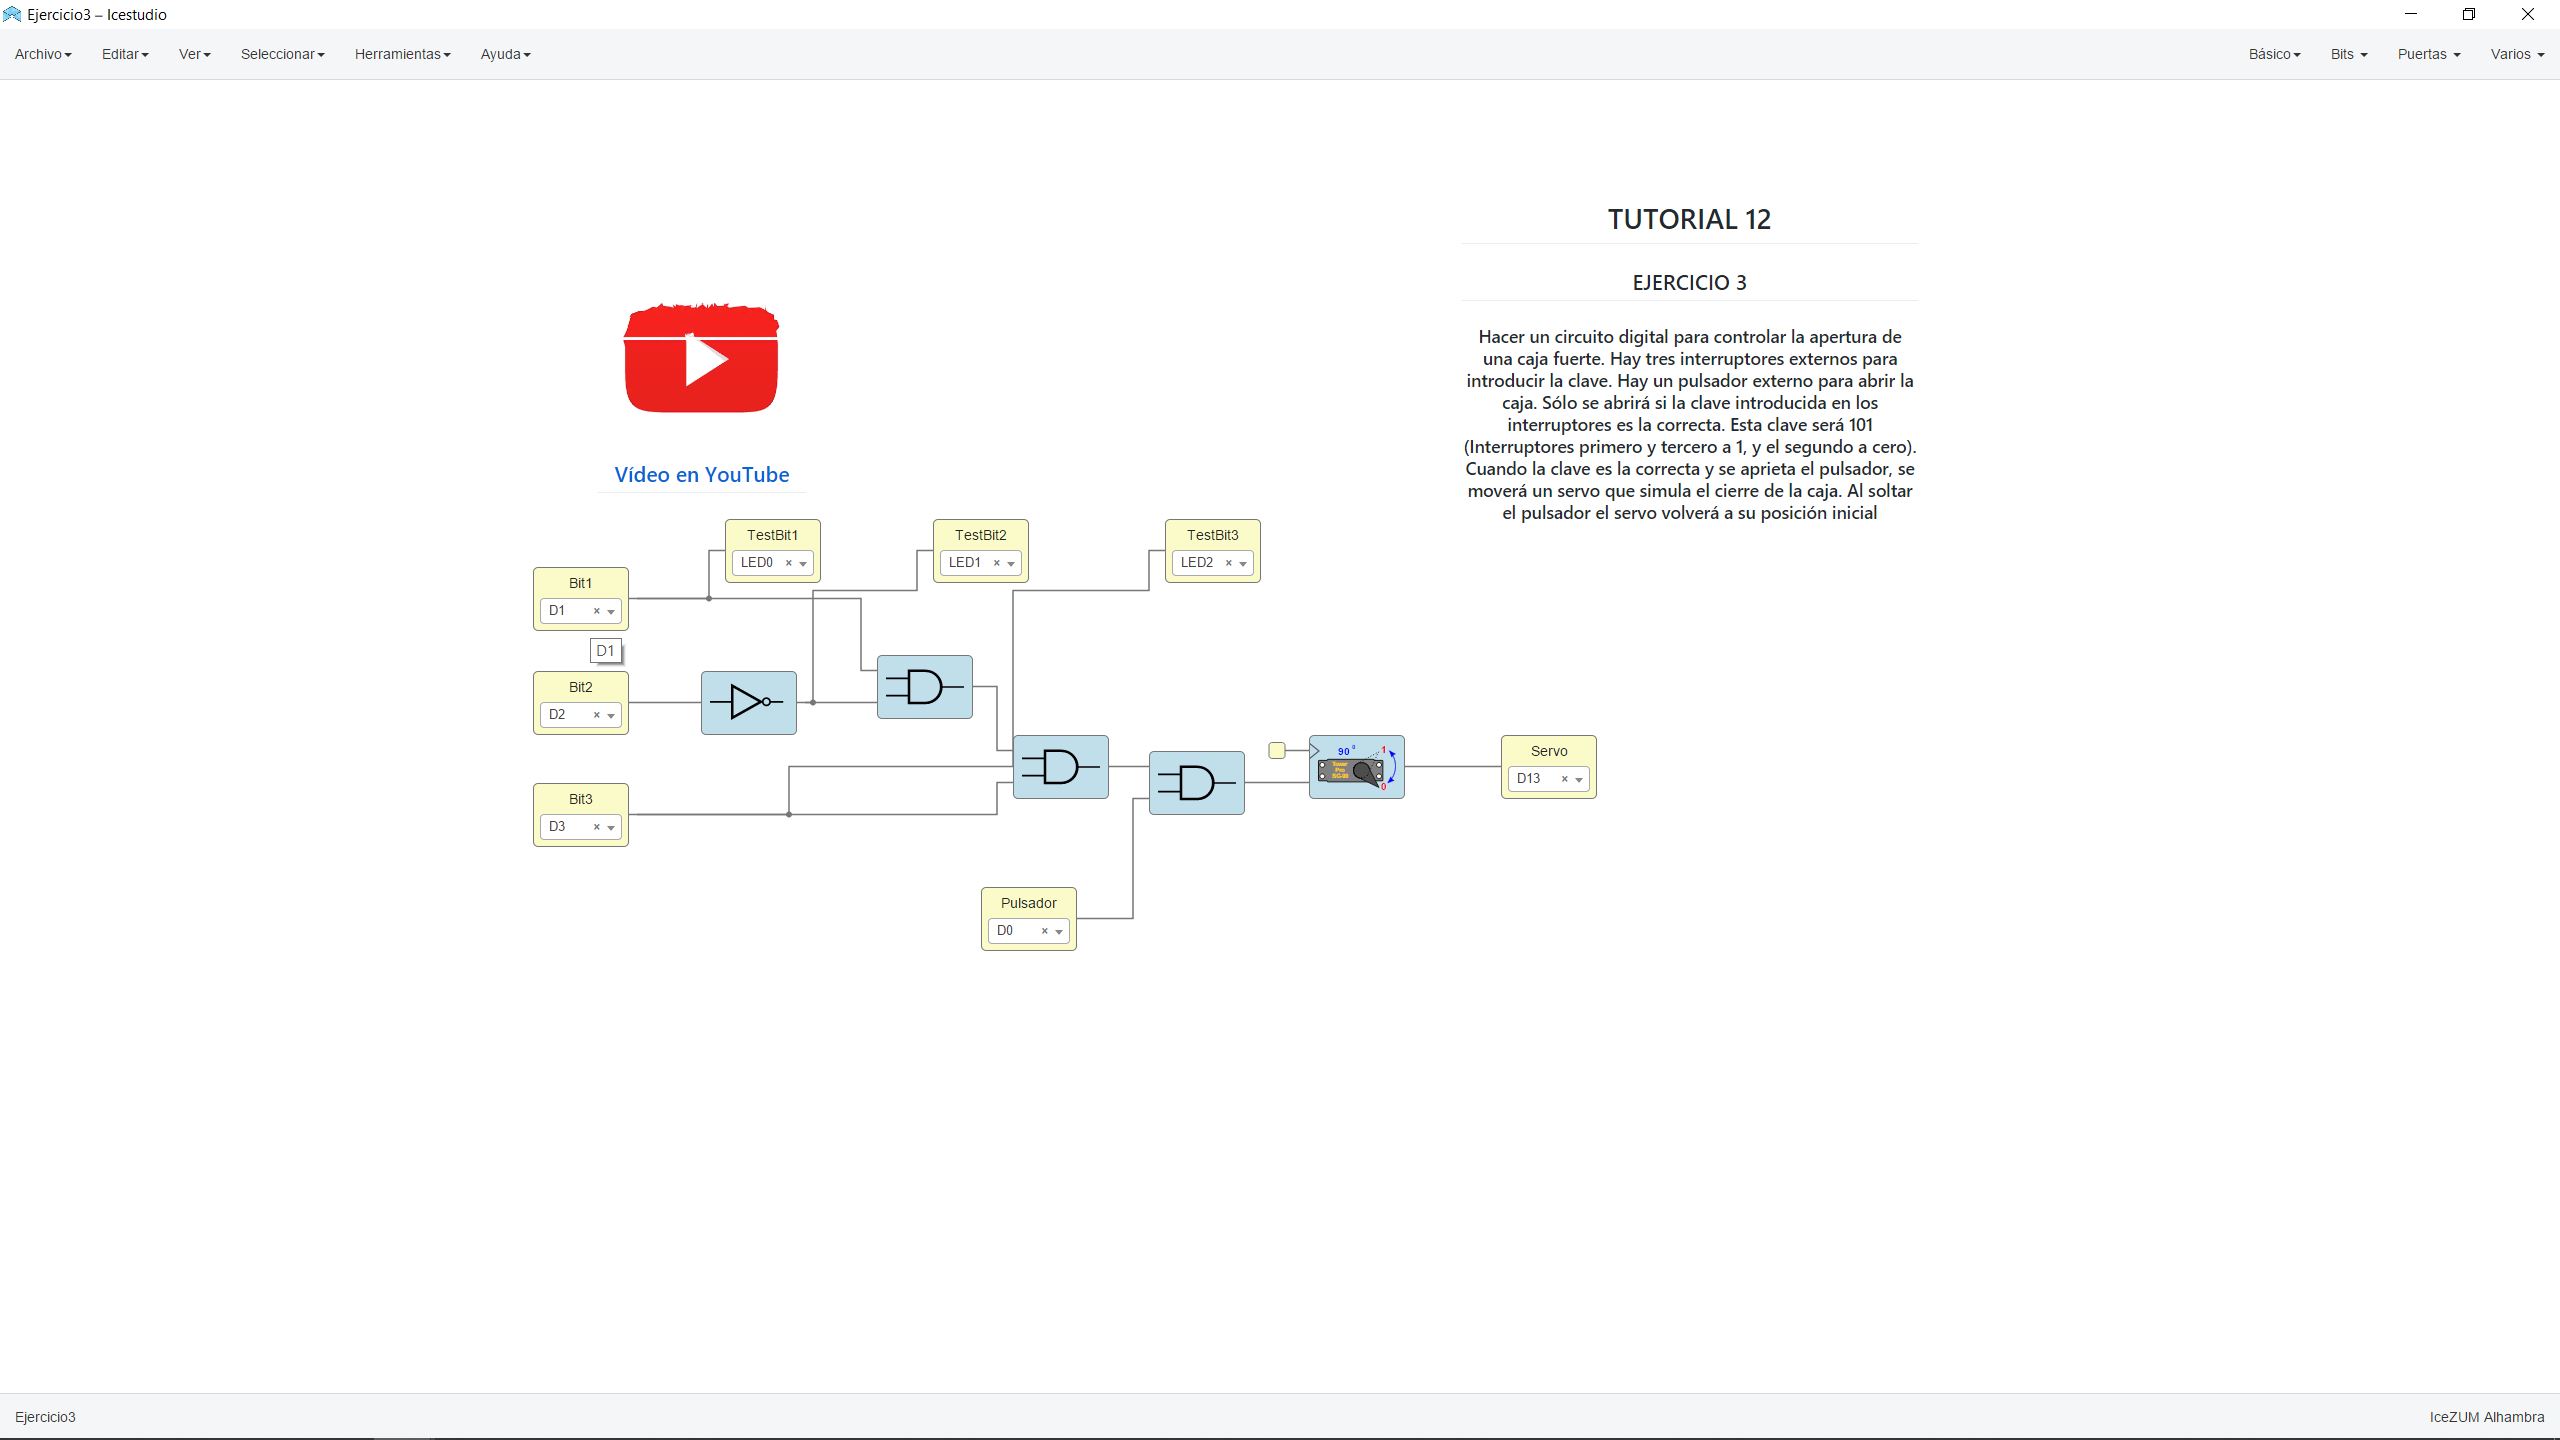 Ejercicio3 – Icestudio
Archivo Editar Ver Seleccionar Herramientas Ayuda Básico Bits Puertas Varios
TUTORIAL 12
EJERCICIO 3
Hacer un circuito digital para controlar la apertura de
una caja fuerte. Hay tres interruptores externos para
introducir la clave. Hay un pulsador externo para abrir la
caja. Sólo se abrirá si la clave introducida en los
interruptores es la correcta. Esta clave será 101
(Interruptores primero y tercero a 1, y el segundo a cero).
Cuando la clave es la correcta y se aprieta el pulsador, se
moverá un servo que simula el cierre de la caja. Al soltar
el pulsador el servo volverá a su posición inicial
Vídeo en YouTube
TestBit1
LED0
TestBit2
LED1
TestBit3
LED2
Bit1
D1
D1
Bit2
D2
Bit3
D3
90 º
1
0
Servo
D13
Pulsador
D0
Ejercicio3
IceZUM Alhambra